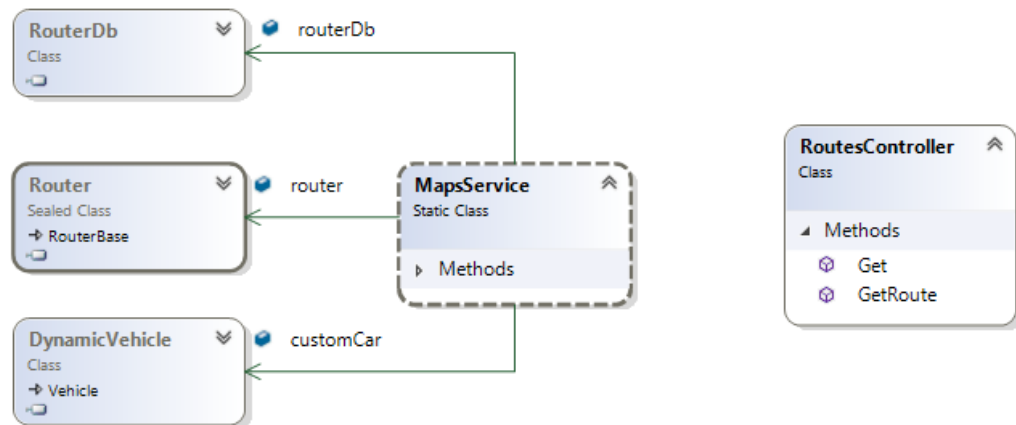 RouterDb
Class
routerDb
Router
Sealed Class
RouterBase
router
DynamicVehicle
Class
Vehicle
customCar
MapsService
Static Class
Methods
RoutesController
Class
Methods
Get
GetRoute